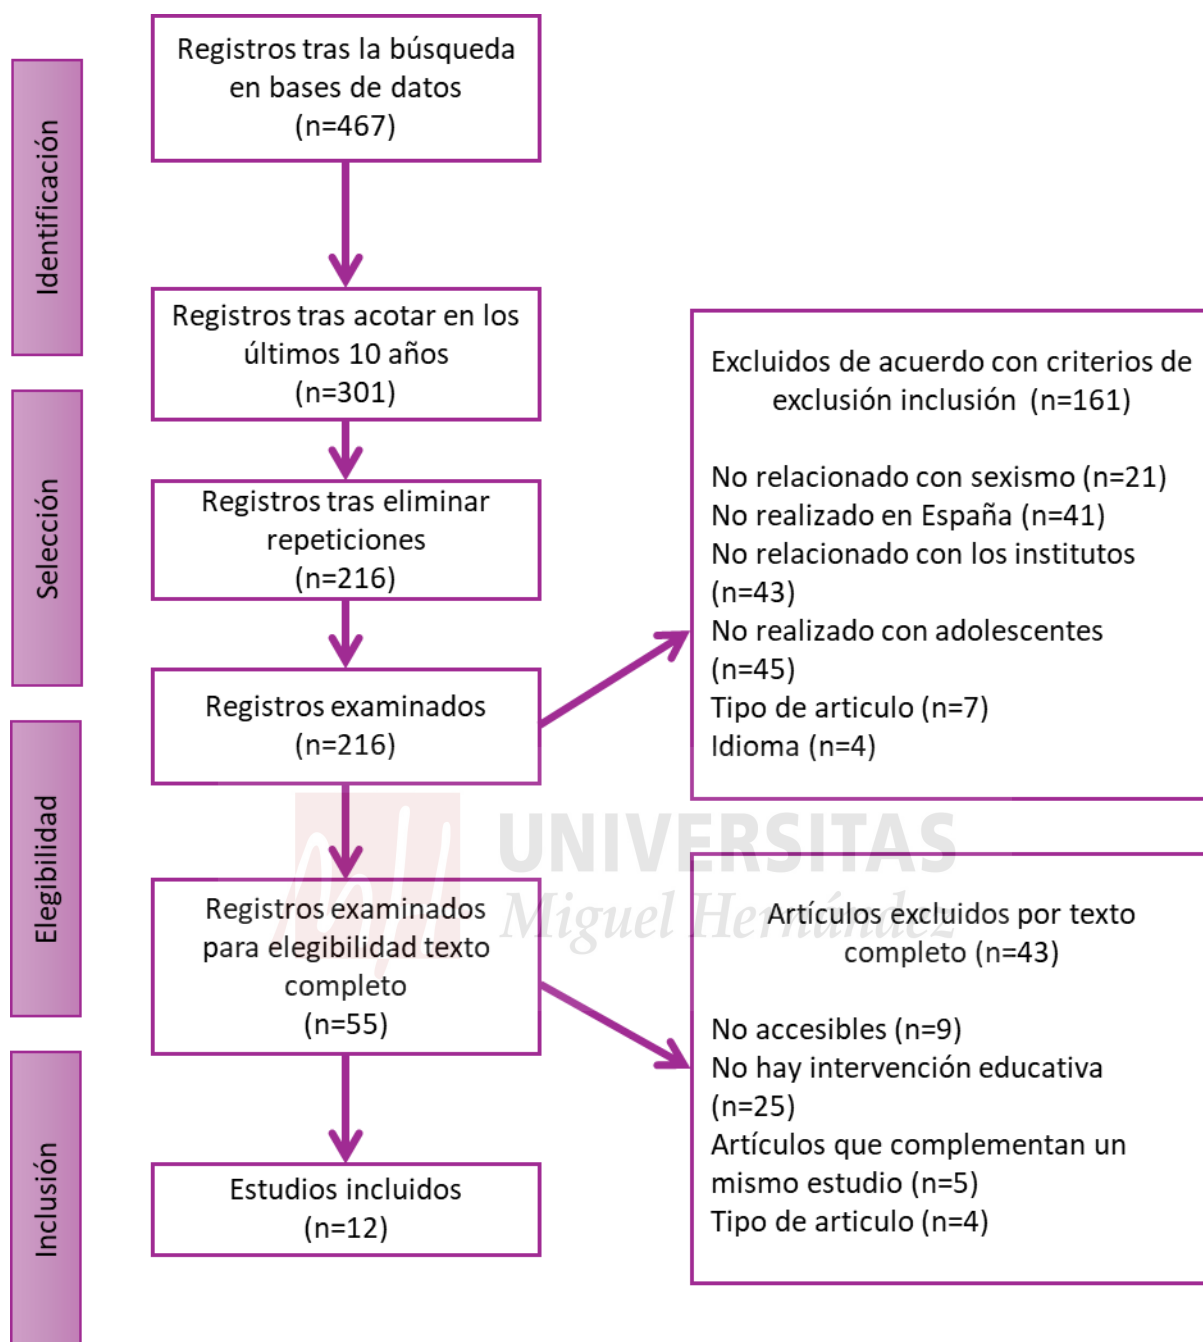 Identificación
Selección
Elegibilidad
Inclusión
Registros tras la búsqueda
en bases de datos
(n=467)
Registros tras acotar en los
últimos 10 años
(n=301)
Registros tras eliminar
repeticiones
(n=216)
Registros examinados
(n=216)
Excluidos de acuerdo con criterios de
exclusión inclusión (n=161)
No relacionado con sexismo (n=21)
No realizado en España (n=41)
No relacionado con los institutos
(n=43)
No realizado con adolescentes
(n=45)
Tipo de articulo (n=7)
Idioma (n=4)
UNIVERSITAS
Miguel Hernández
Registros examinados
para elegibilidad texto
completo
(n=55)
Artículos excluidos por texto
completo (n=43)
No accesibles (n=9)
No hay intervención educativa
(n=25)
Artículos que complementan un
mismo estudio (n=5)
Tipo de articulo (n=4)
Estudios incluidos
(n=12)